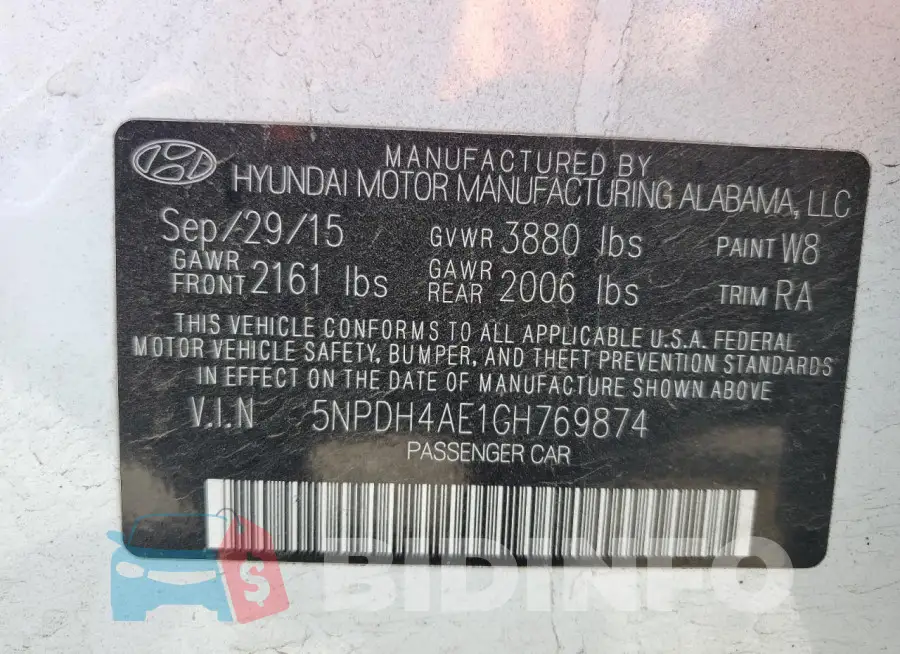 MANUFACTURED BY
HYUNDAI MOTOR MANUFACTURING ALABAMA, LLC
Sep/29/15 GVWR 3880 lbs PAINT W8
GAWR FRONT 2161 lbs GAWR REAR 2006 lbs TRIM RA
THIS VEHICLE CONFORMS TO ALL APPLICABLE U.S.A. FEDERAL
MOTOR VEHICLE SAFETY, BUMPER, AND THEFT PREVENTION STANDARDS
IN EFFECT ON THE DATE OF MANUFACTURE SHOWN ABOVE
V.I.N 5NPDH4AE1GH769874
PASSENGER CAR
$ BIDINFO